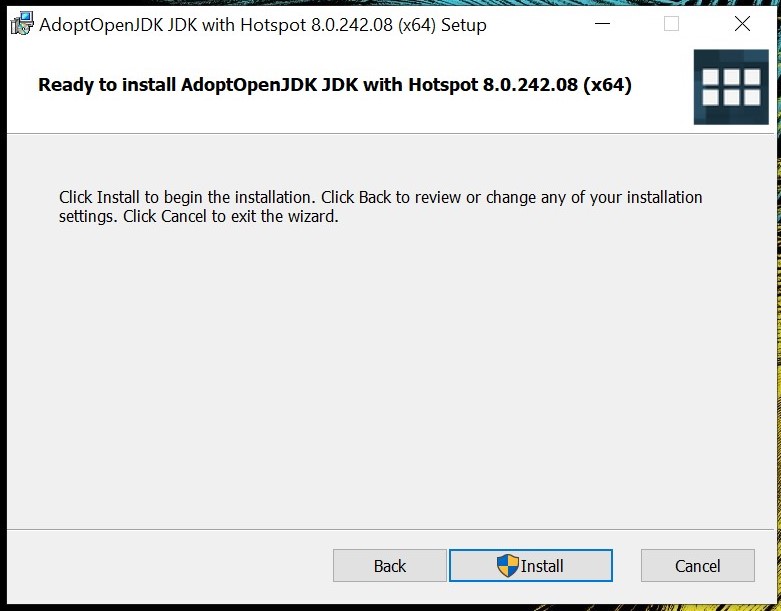 AdoptOpenJDK JDK with Hotspot 8.0.242.08 (x64) Setup
Ready to install AdoptOpenJDK JDK with Hotspot 8.0.242.08 (x64)
Click Install to begin the installation. Click Back to review or change any of your installation
settings. Click Cancel to exit the wizard.
Back
Install
Cancel